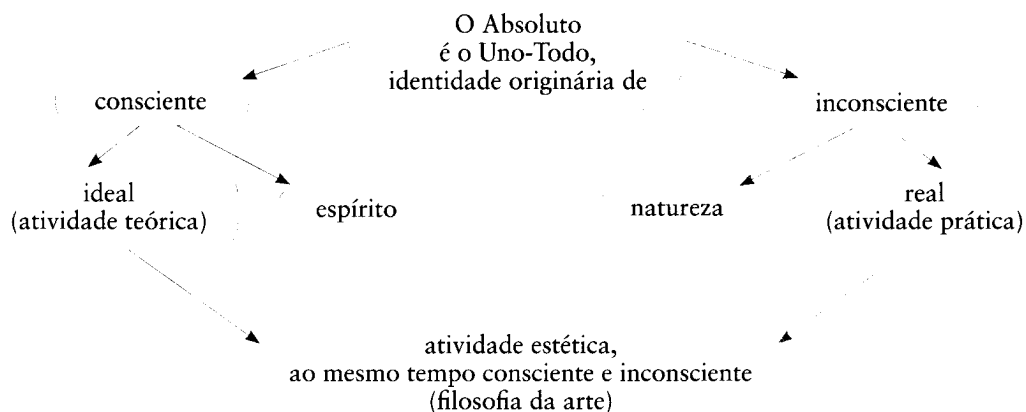 O Absoluto
é o Uno-Todo,
identidade originária de
consciente
inconsciente
ideal
(atividade teórica)
espírito
natureza
real
(atividade prática)
atividade estética,
ao mesmo tempo consciente e inconsciente
(filosofia da arte)